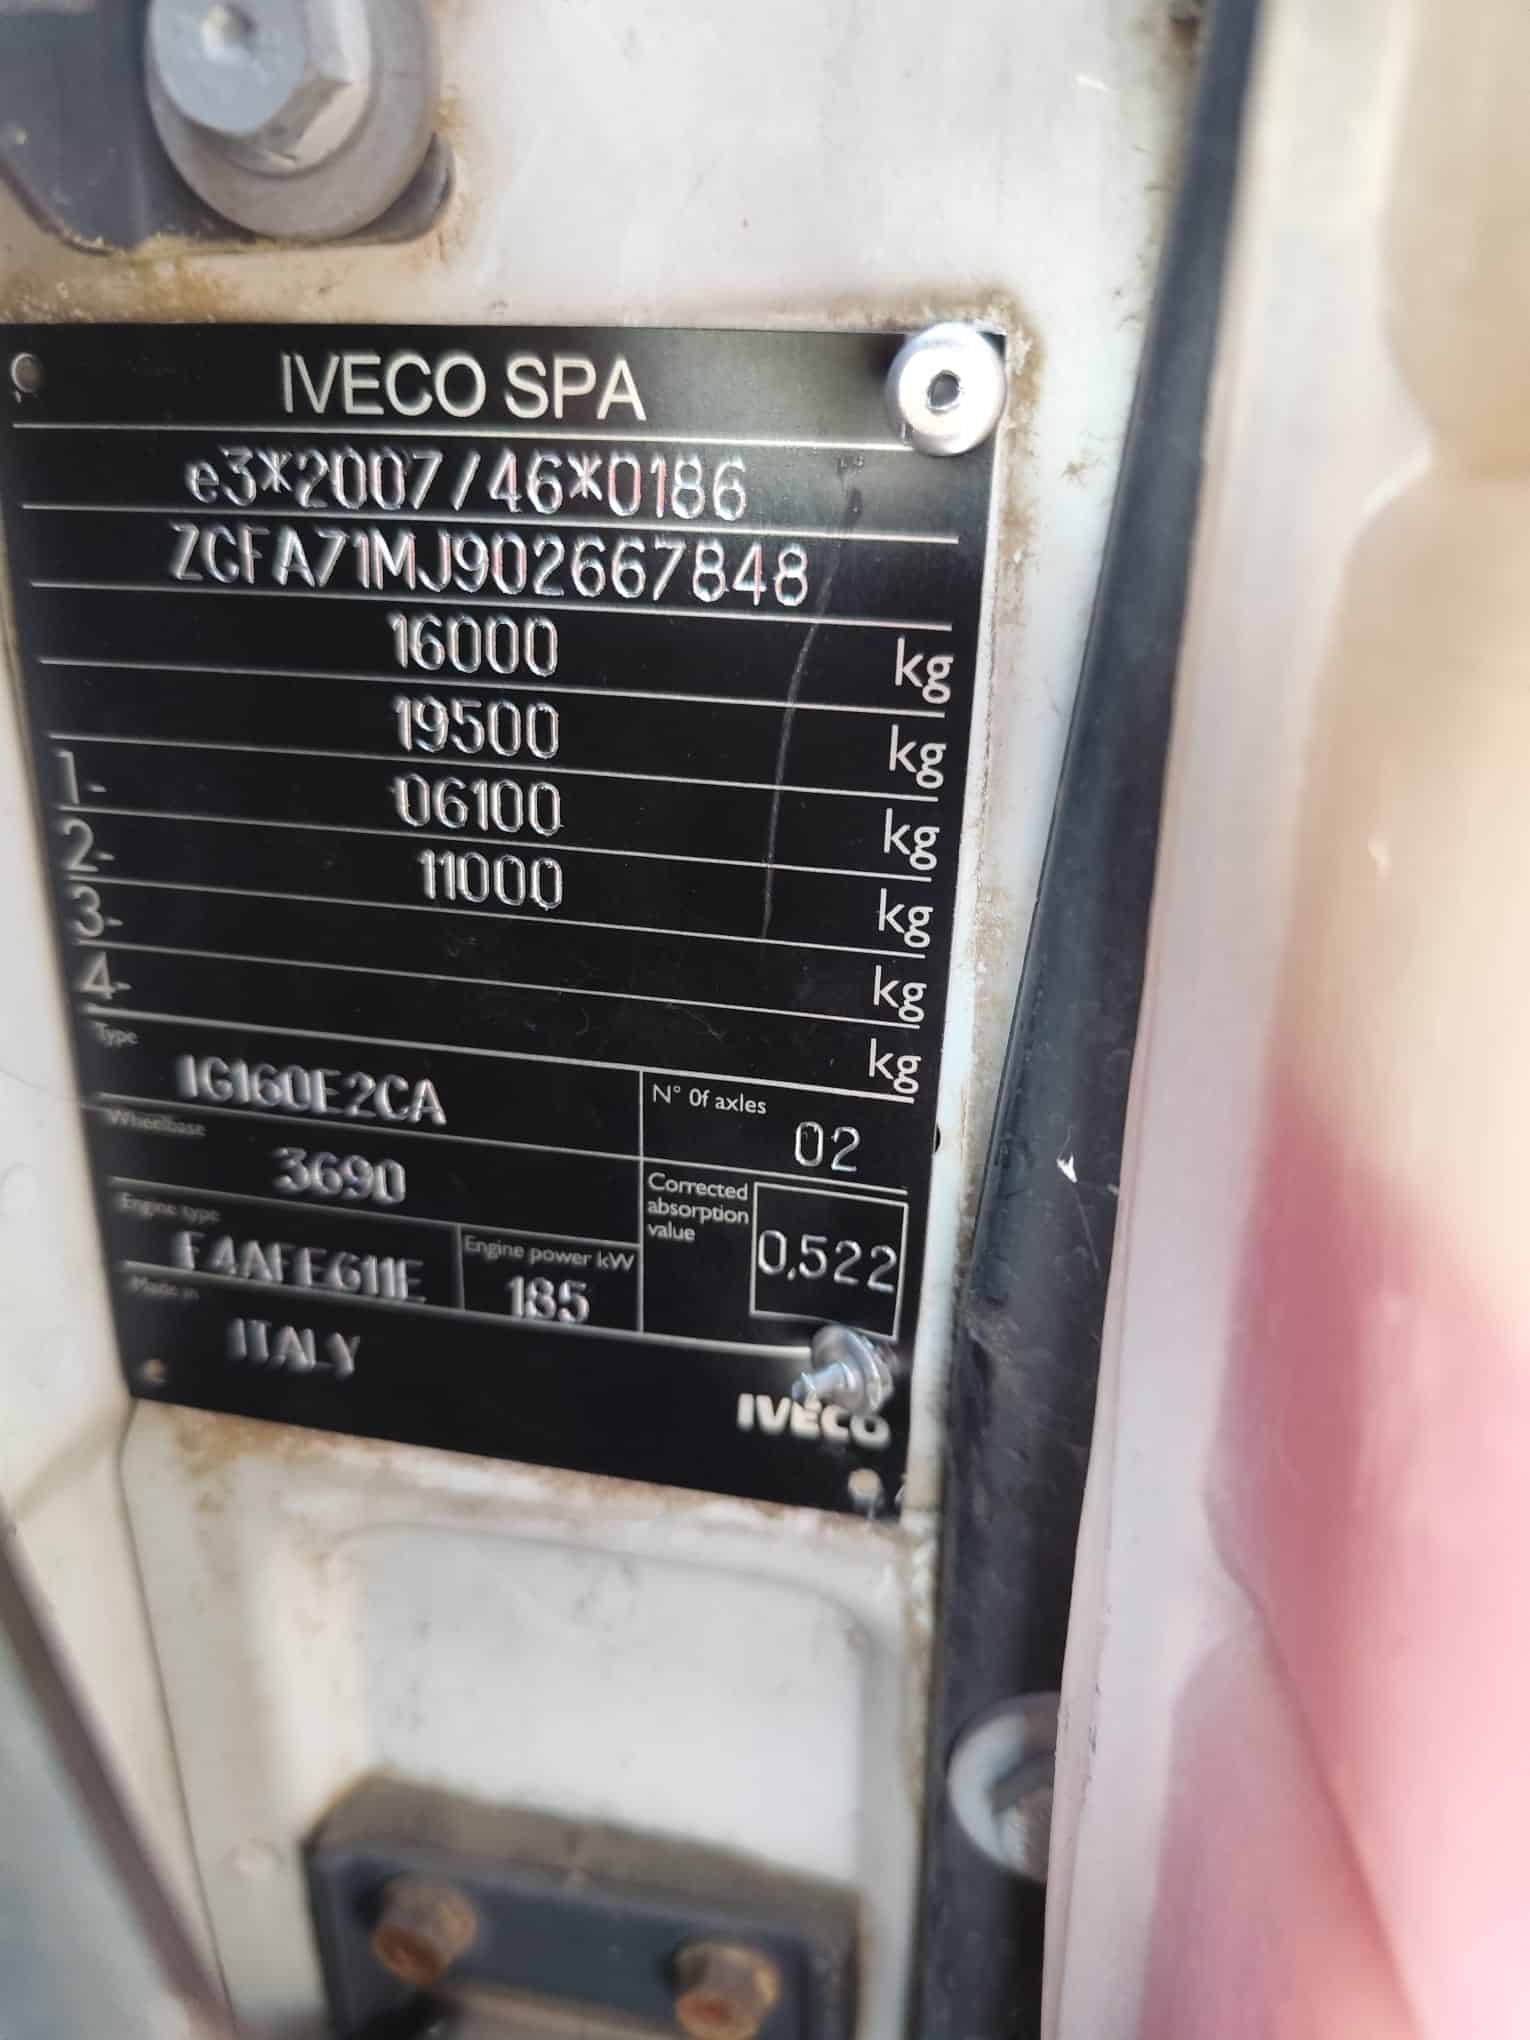 IVECO SPA
e3*2007/46*0186
ZCFA71MJ902667848
16000 kg
19500 kg
1- 06100 kg
2- 11000 kg
3- kg
4- kg
Type
1G160E2CA
N° Of axles
02
Wheelbase
3690
Corrected
absorption
value
0,522
Engine type
F4AFE611E
Engine power kW
185
Made in
ITALY
IVECO